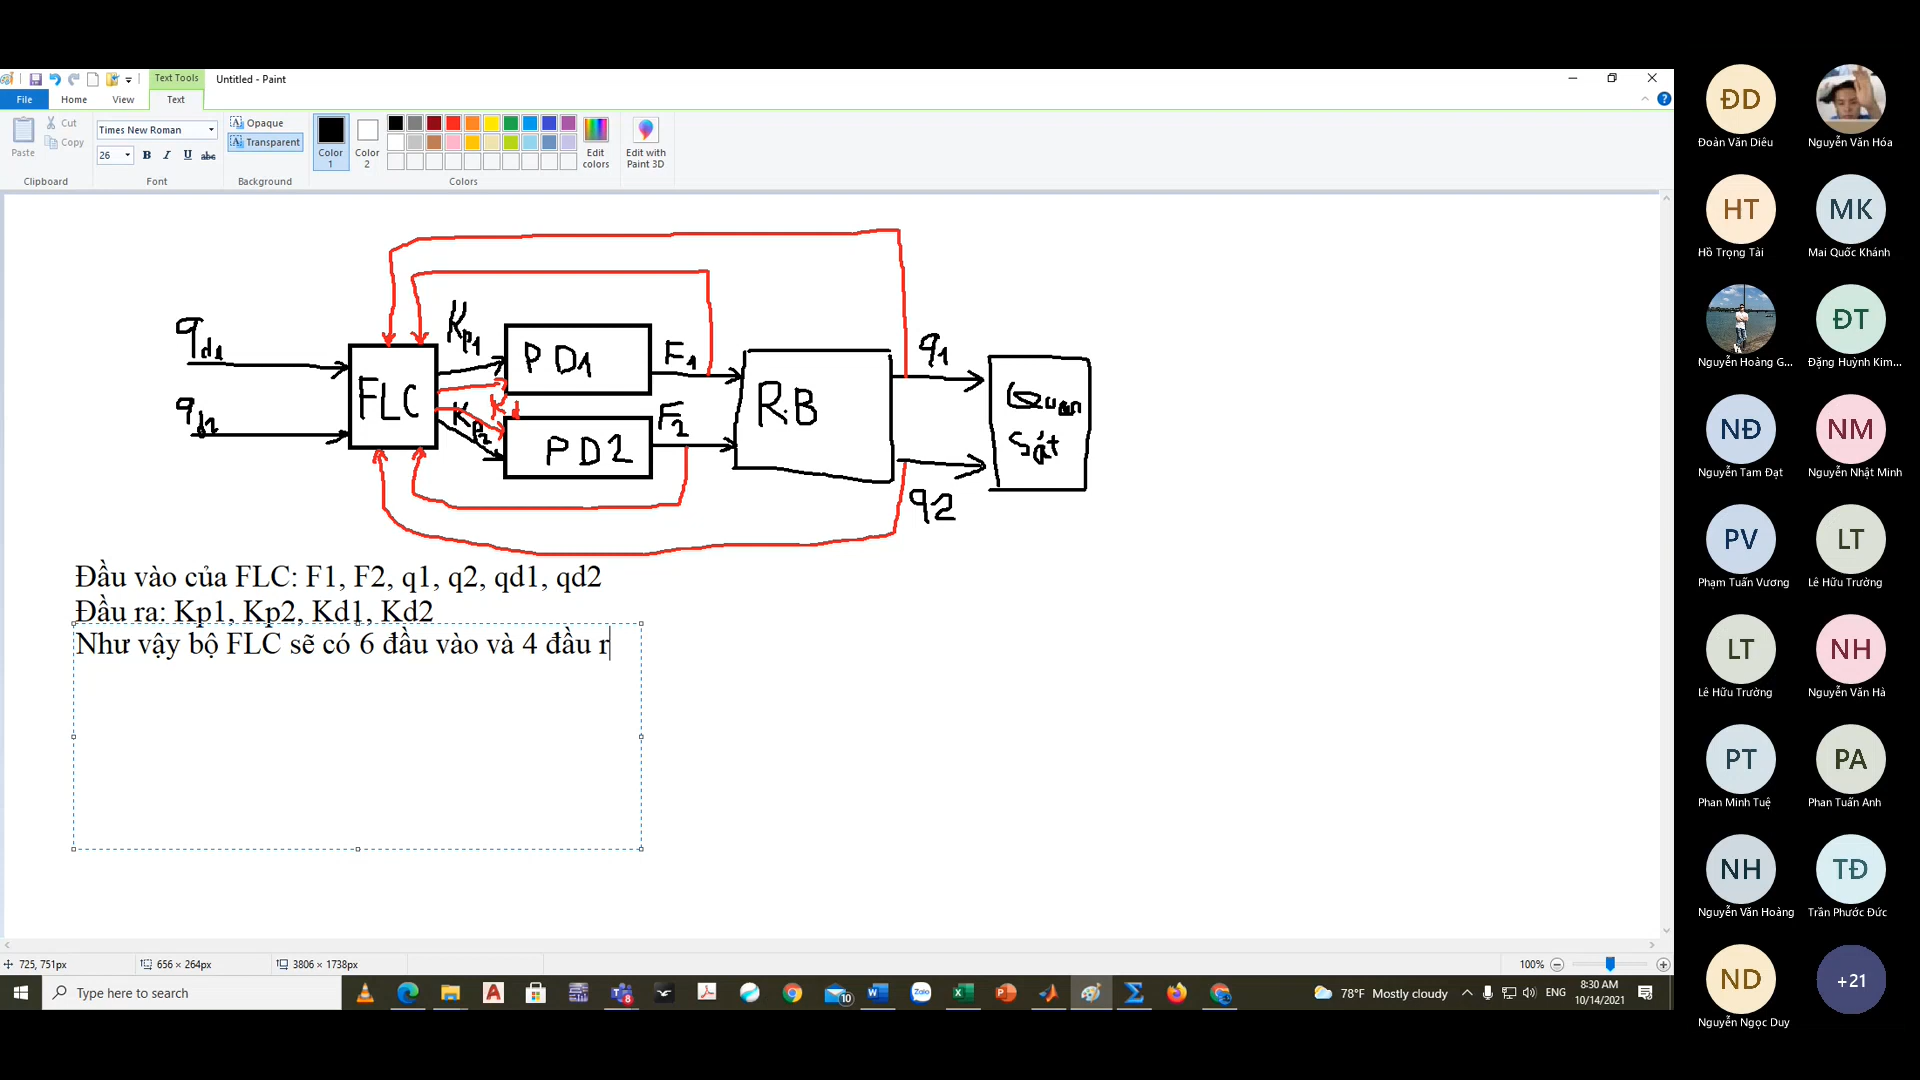 Text Tools
Untitled - Paint
File
Home
View
Text
Paste
Cut
Copy
Clipboard
Times New Roman
26
B I U abc
Font
Opaque
Transparent
Background
Color 1
Color 2
Edit colors
Colors
Edit with Paint 3D
qd1
qd2
FLC
Kp1
Kd
Kp2
PD1
PD2
F1
F2
RB
q1
q2
Quan
Sát
Đầu vào của FLC: F1, F2, q1, q2, qd1, qd2
Đầu ra: Kp1, Kp2, Kd1, Kd2
Như vậy bộ FLC sẽ có 6 đầu vào và 4 đầu r
725, 751px
656 × 264px
3806 × 1738px
100%
Type here to search
8
10
Zalo
78°F Mostly cloudy
ENG
8:30 AM
10/14/2021
ĐD
Đoàn Văn Diêu
Nguyễn Văn Hóa
HT
Hồ Trọng Tài
MK
Mai Quốc Khánh
Nguyễn Hoàng G...
ĐT
Đặng Huỳnh Kim...
NĐ
Nguyễn Tam Đạt
NM
Nguyễn Nhật Minh
PV
Phạm Tuấn Vương
LT
Lê Hữu Trường
LT
Lê Hữu Trường
NH
Nguyễn Văn Hà
PT
Phan Minh Tuệ
PA
Phan Tuấn Anh
NH
Nguyễn Văn Hoàng
TĐ
Trần Phước Đức
ND
Nguyễn Ngọc Duy
+21